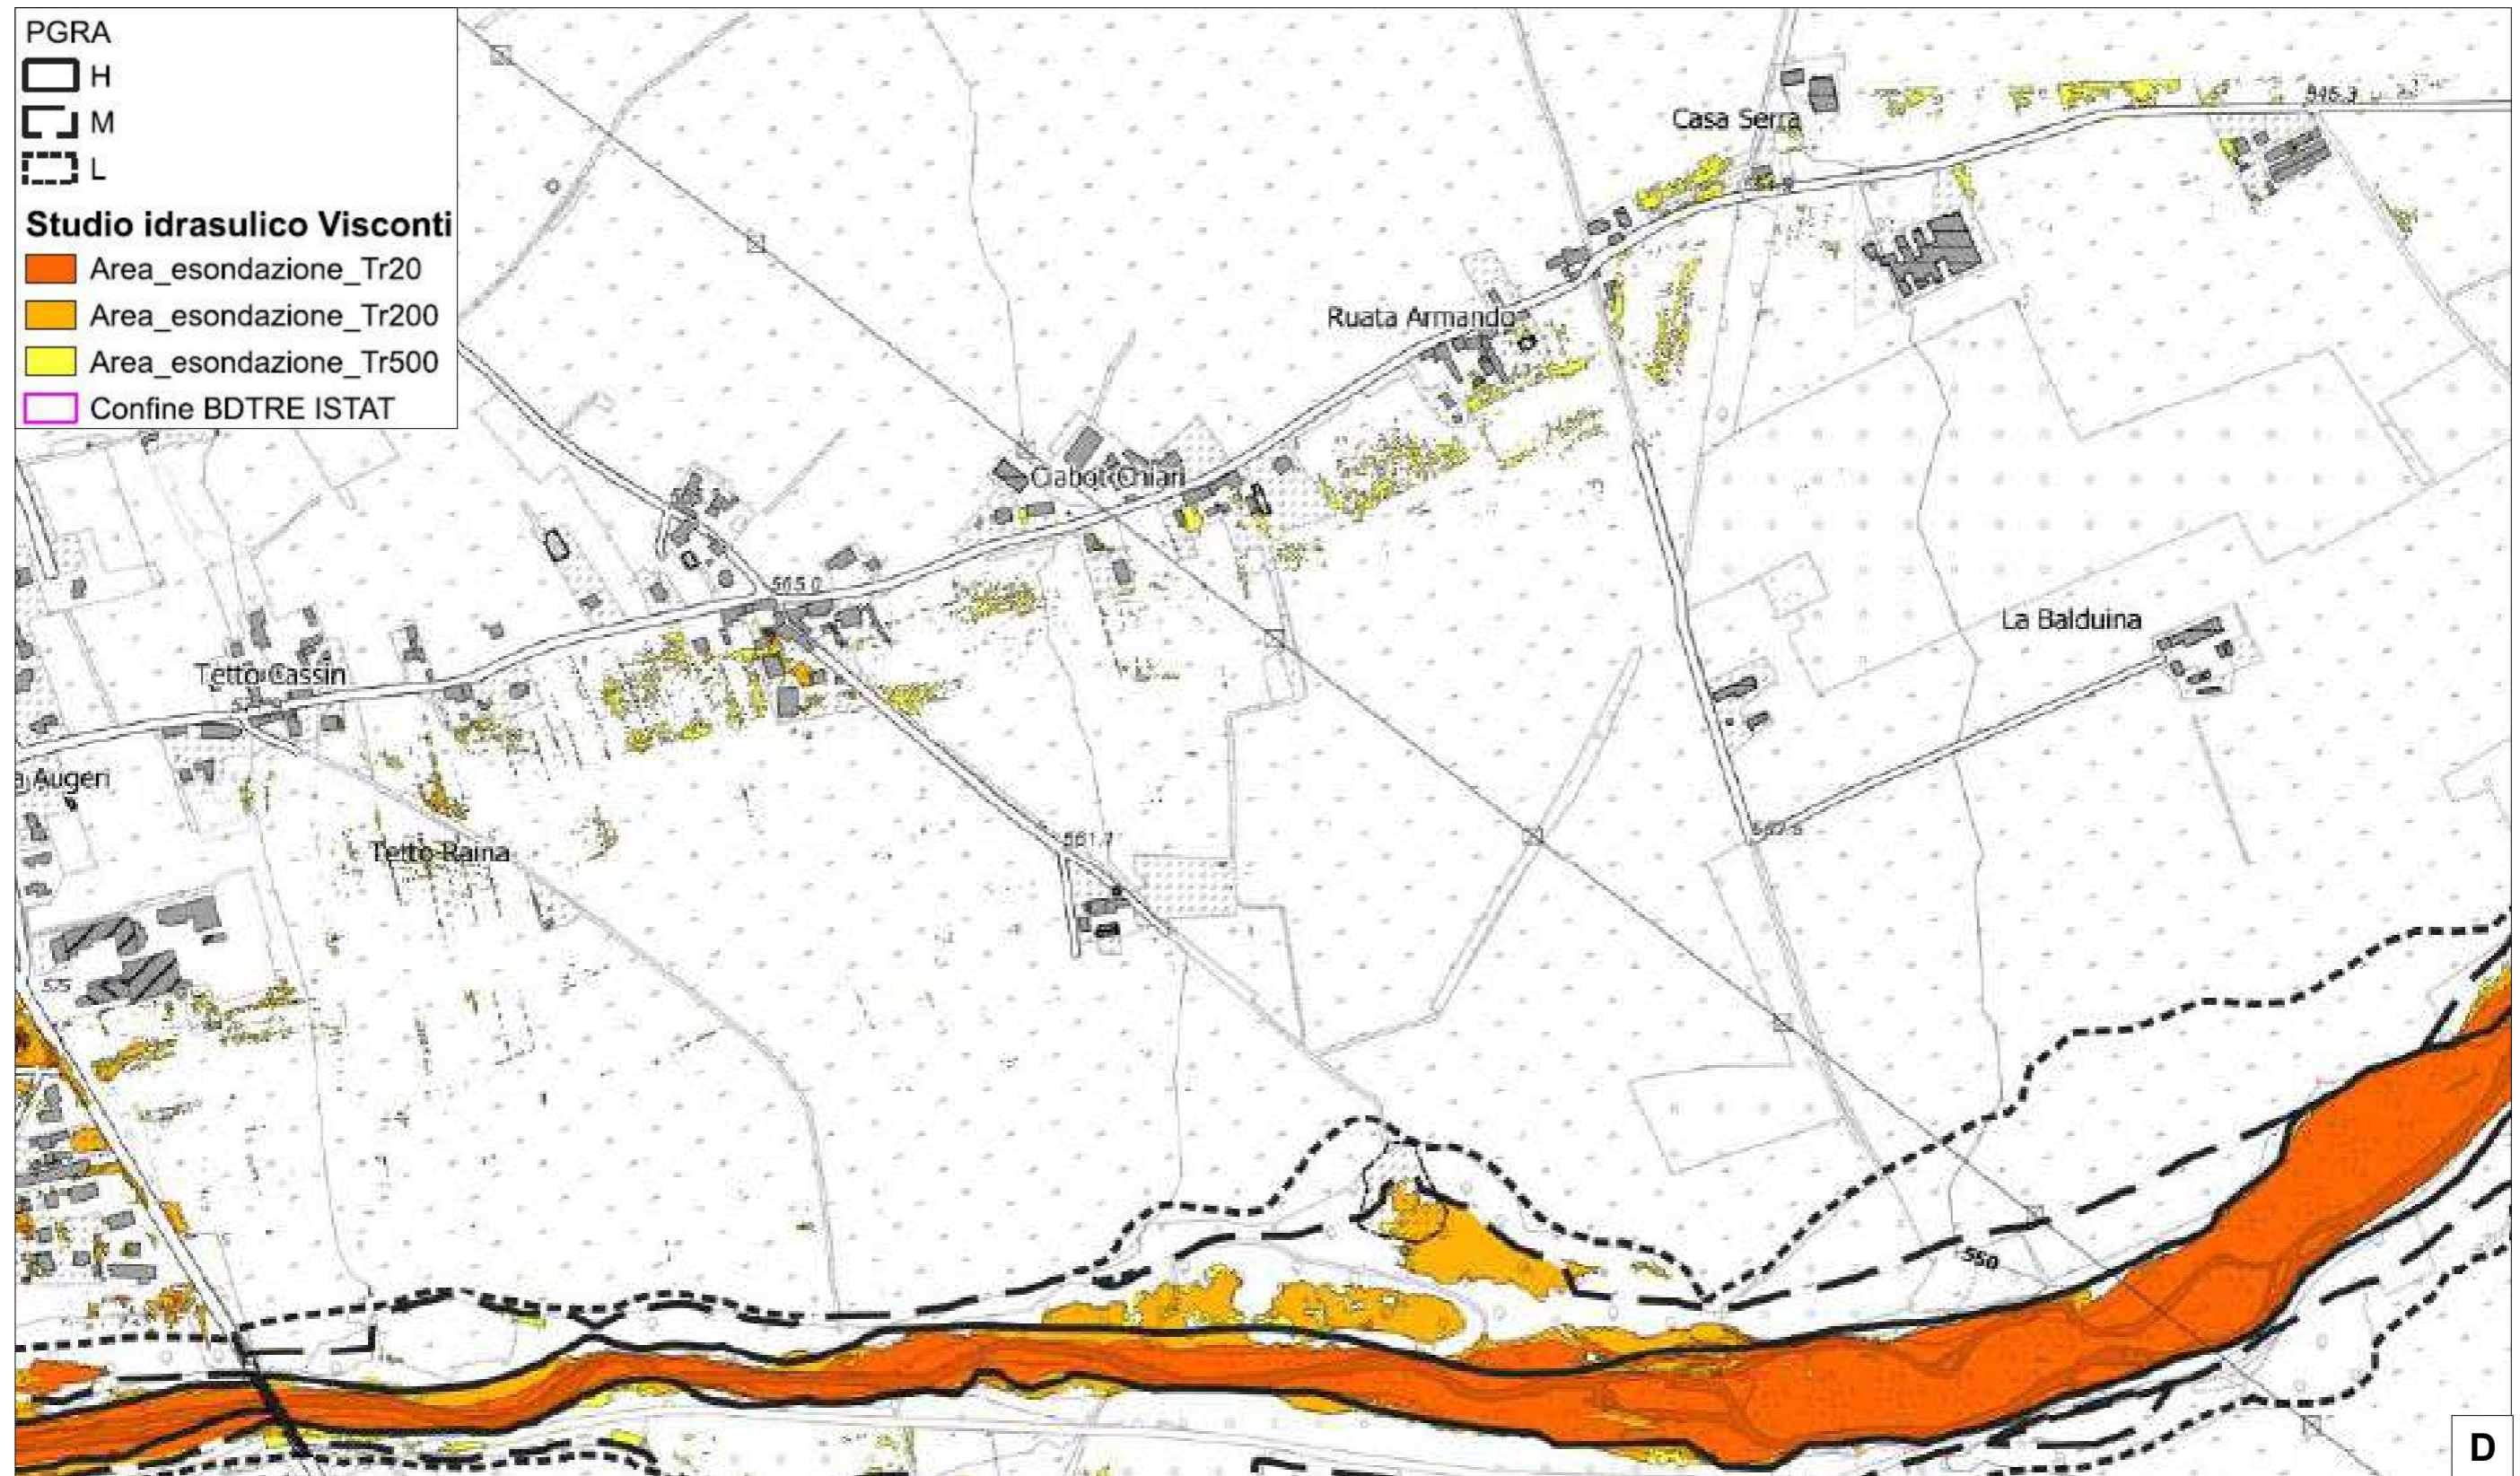 PGRA
H
M
L
Studio idrasulico Visconti
Area_esondazione_Tr20
Area_esondazione_Tr200
Area_esondazione_Tr500
Confine BDTRE ISTAT
546.3
Casa Serra
Ruata Armando
Ciabot Chiari
565.0
La Balduina
Tetto Cassin
a Augeri
561.7
Tetto Raina
575
550
D